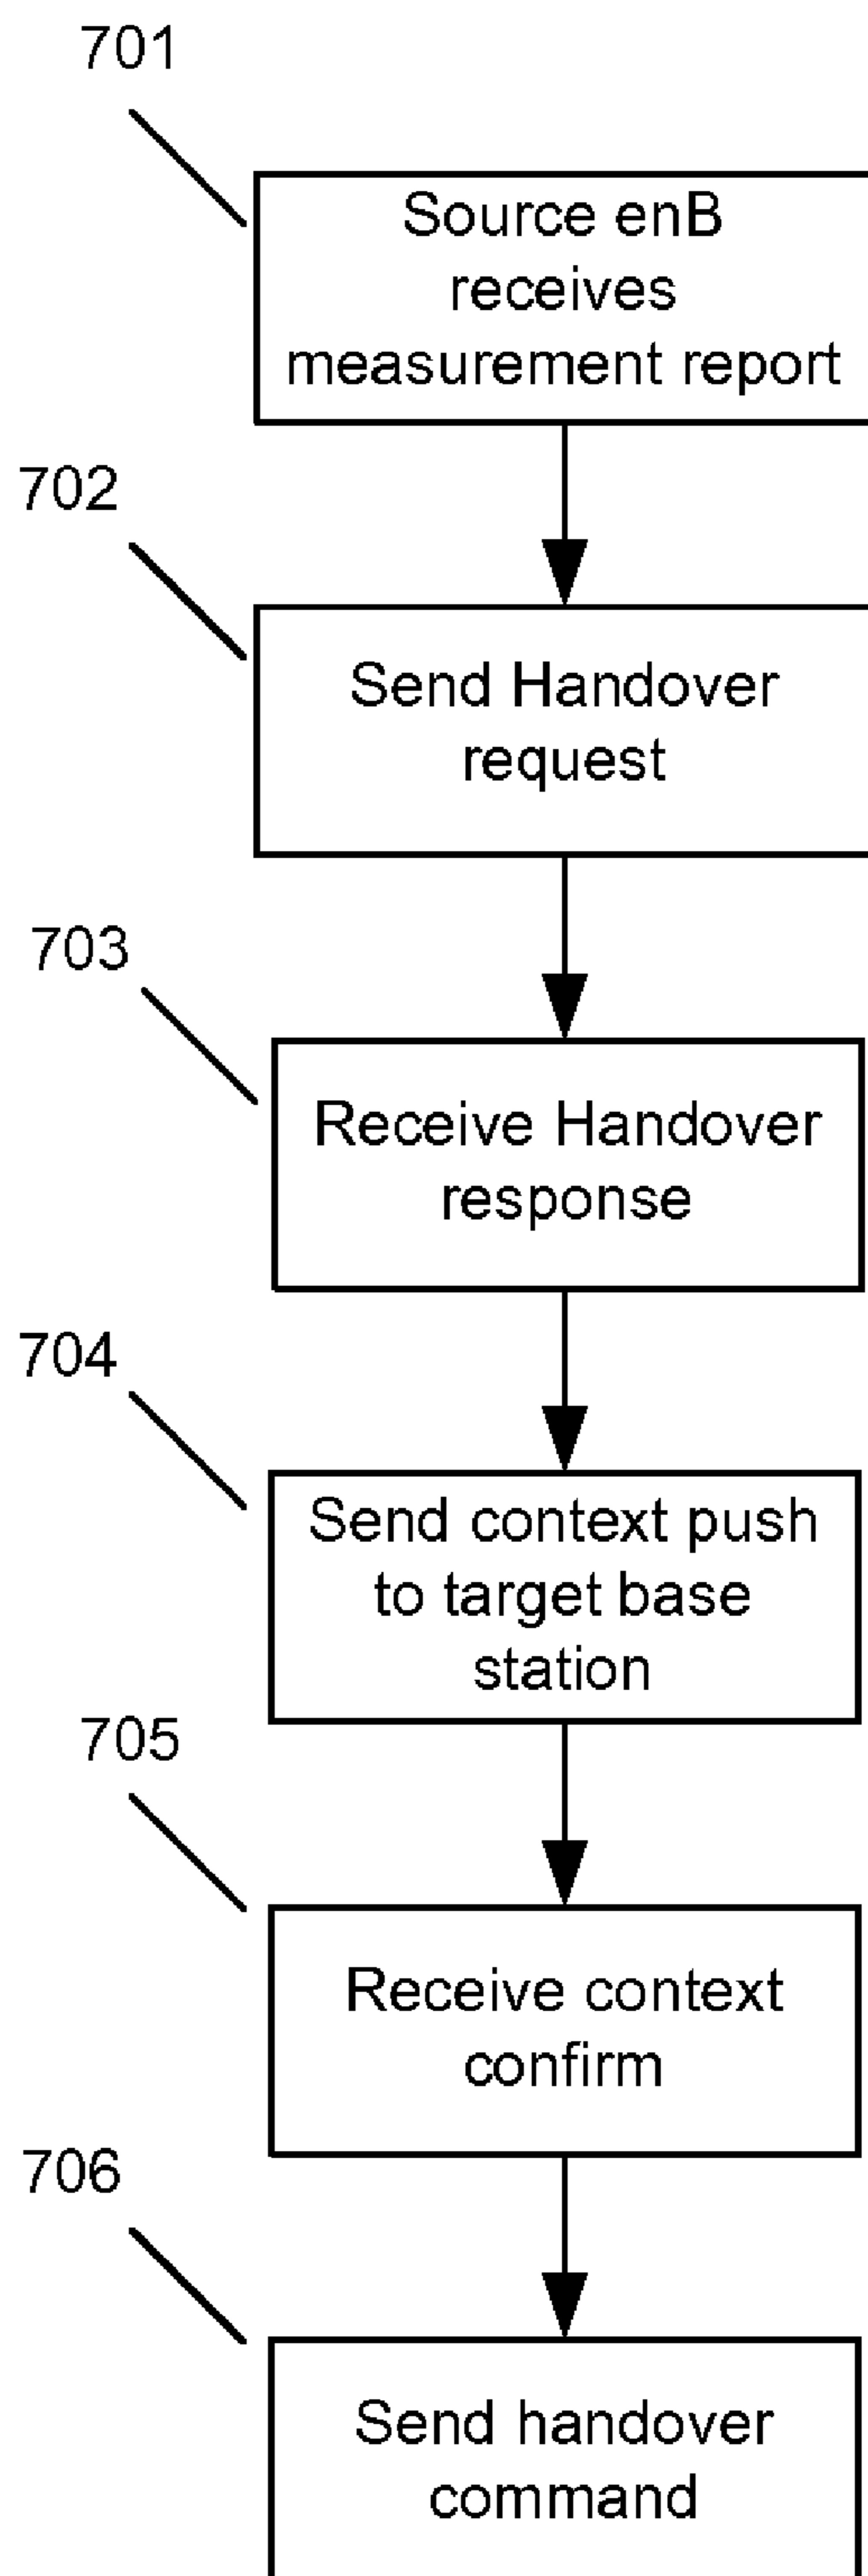 701
Source enB
receives
measurement report
702
Send Handover
request
703
Receive Handover
response
704
Send context push
to target base
station
705
Receive context
confirm
706
Send handover
command